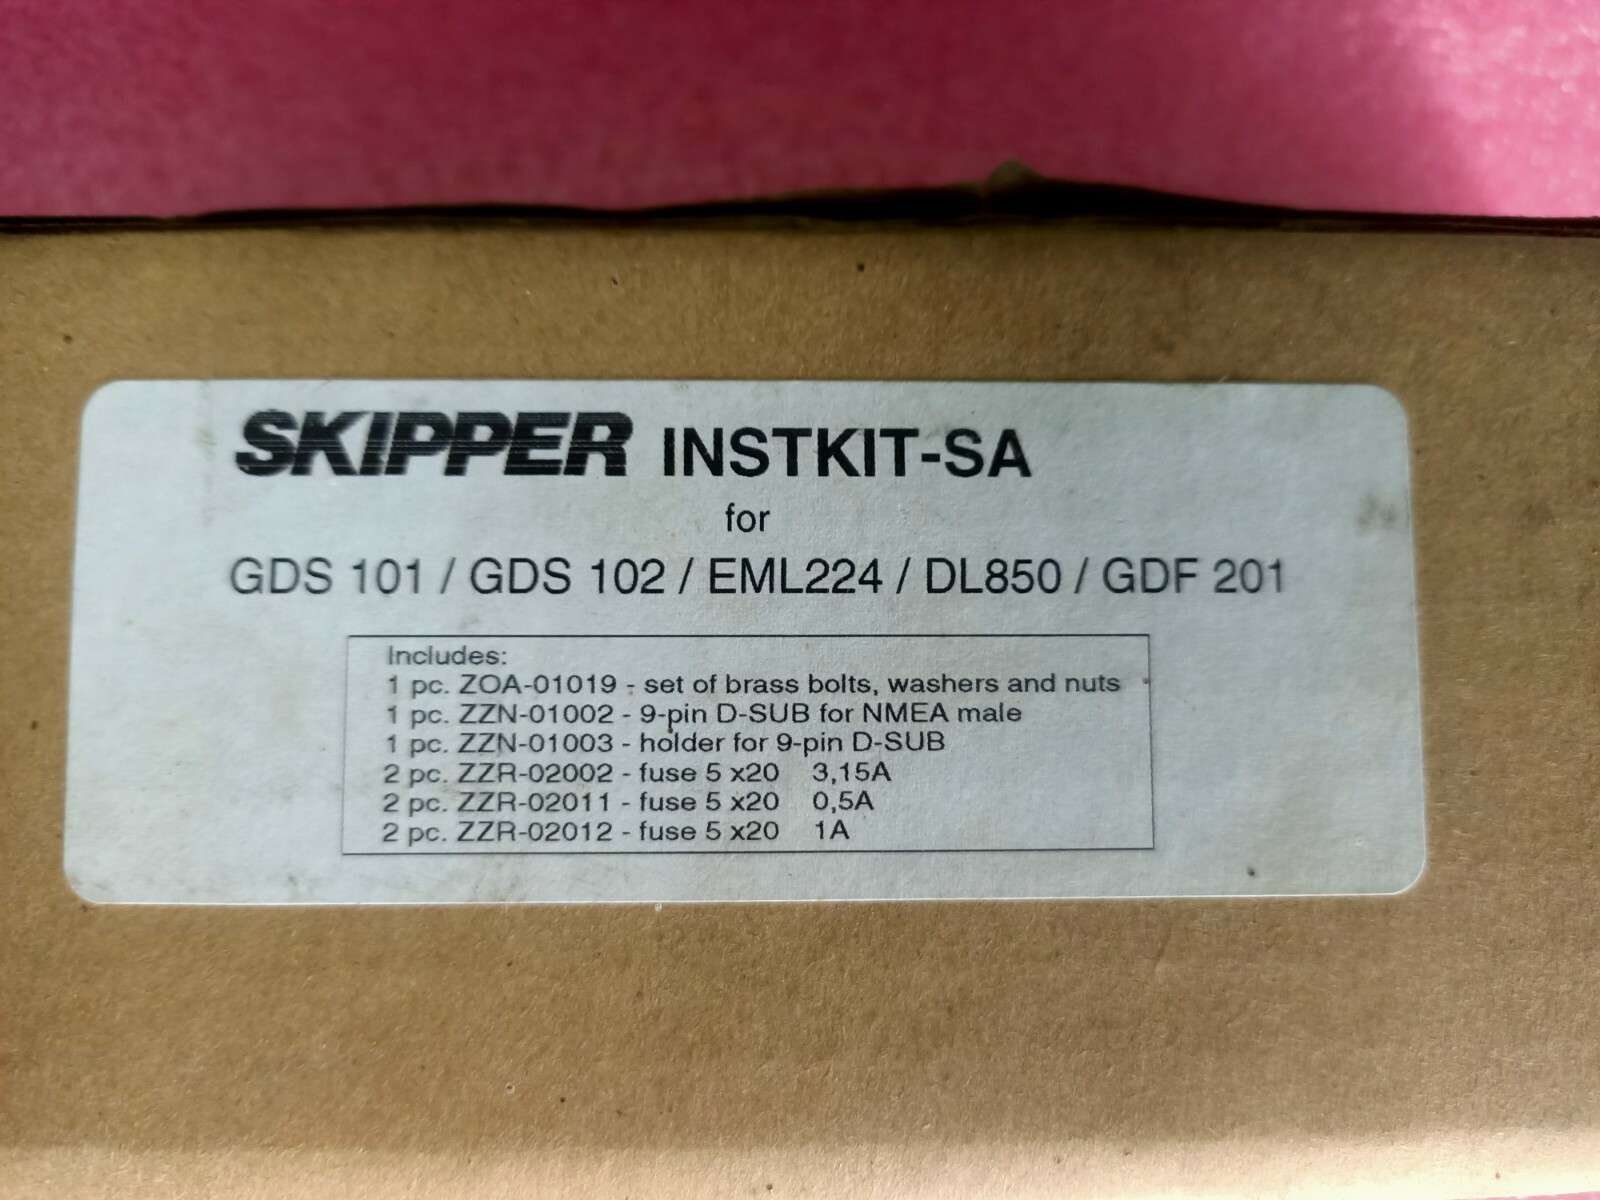 SKIPPER INSTKIT-SA
for
GDS 101 / GDS 102 / EML224 / DL850 / GDF 201
Includes:
1 pc. ZOA-01019 - set of brass bolts, washers and nuts
1 pc. ZZN-01002 - 9-pin D-SUB for NMEA male
1 pc. ZZN-01003 - holder for 9-pin D-SUB
2 pc. ZZR-02002 - fuse 5 x20 3,15A
2 pc. ZZR-02011 - fuse 5 x20 0,5A
2 pc. ZZR-02012 - fuse 5 x20 1A